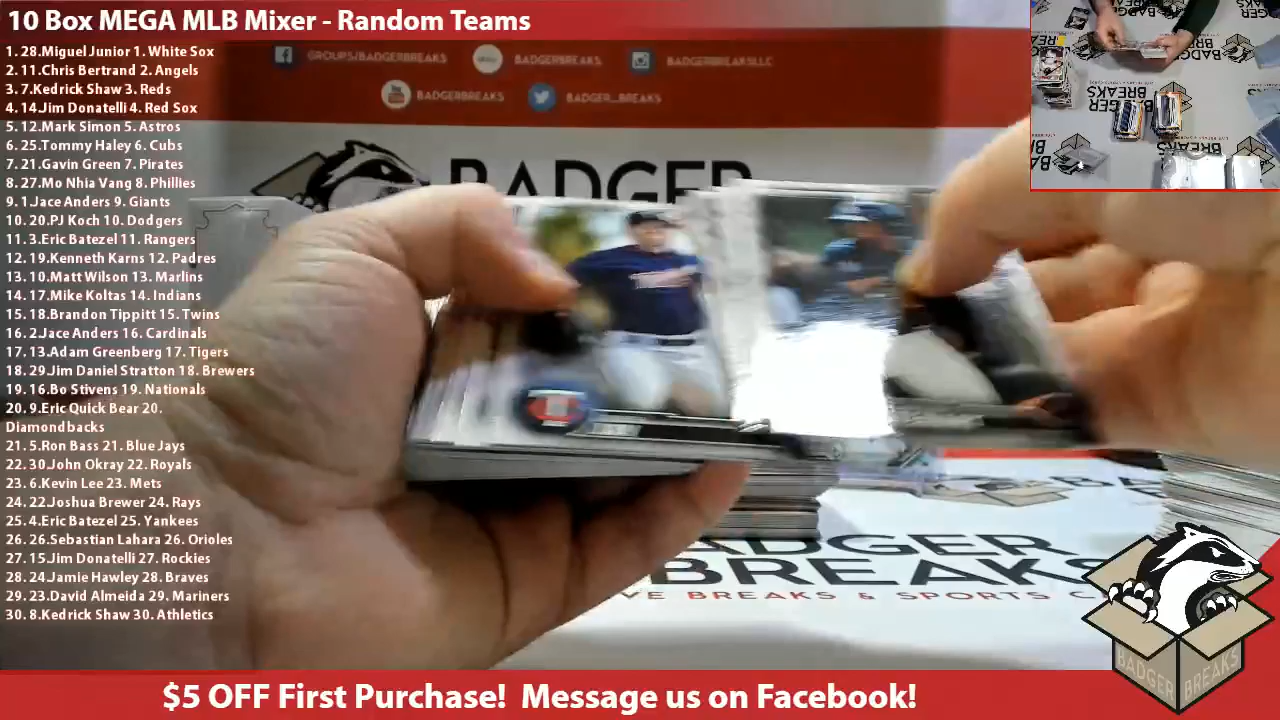 10 Box MEGA MLB Mixer - Random Teams
1. 28.Miguel Junior 1. White Sox
2. 11.Chris Bertrand 2. Angels
3. 7.Kedrick Shaw 3. Reds
4. 14.Jim Donatelli 4. Red Sox
5. 12.Mark Simon 5. Astros
6. 25.Tommy Haley 6. Cubs
7. 21.Gavin Green 7. Pirates
8. 27.Mo Nhia Vang 8. Phillies
9. 1.Jace Anders 9. Giants
10. 20.PJ Koch 10. Dodgers
11. 3.Eric Batezel 11. Rangers
12. 19.Kenneth Karns 12. Padres
13. 10.Matt Wilson 13. Marlins
14. 17.Mike Koltas 14. Indians
15. 18.Brandon Tippitt 15. Twins
16. 2.Jace Anders 16. Cardinals
17. 13.Adam Greenberg 17. Tigers
18. 29.Jim Daniel Stratton 18. Brewers
19. 16.Bo Stivens 19. Nationals
20. 9.Eric Quick Bear 20.
Diamondbacks
21. 5.Ron Bass 21. Blue Jays
22. 30.John Okray 22. Royals
23. 6.Kevin Lee 23. Mets
24. 22.Joshua Brewer 24. Rays
25. 4.Eric Batezel 25. Yankees
26. 26.Sebastian Lahara 26. Orioles
27. 15.Jim Donatelli 27. Rockies
28. 24.Jamie Hawley 28. Braves
29. 23.David Almeida 29. Mariners
30. 8.Kedrick Shaw 30. Athletics
GROUPS/BADGERBREAKS
BADGERBREAKS
BADGERBREAKSLLC
BADGERBREAKS
BADGER_BREAKS
BADGER
BADGER
BREAKS
BADGER
BREAKS
LIVE BREAKS & SPORTS C
BADGER BREAKS
$5 OFF First Purchase! Message us on Facebook!